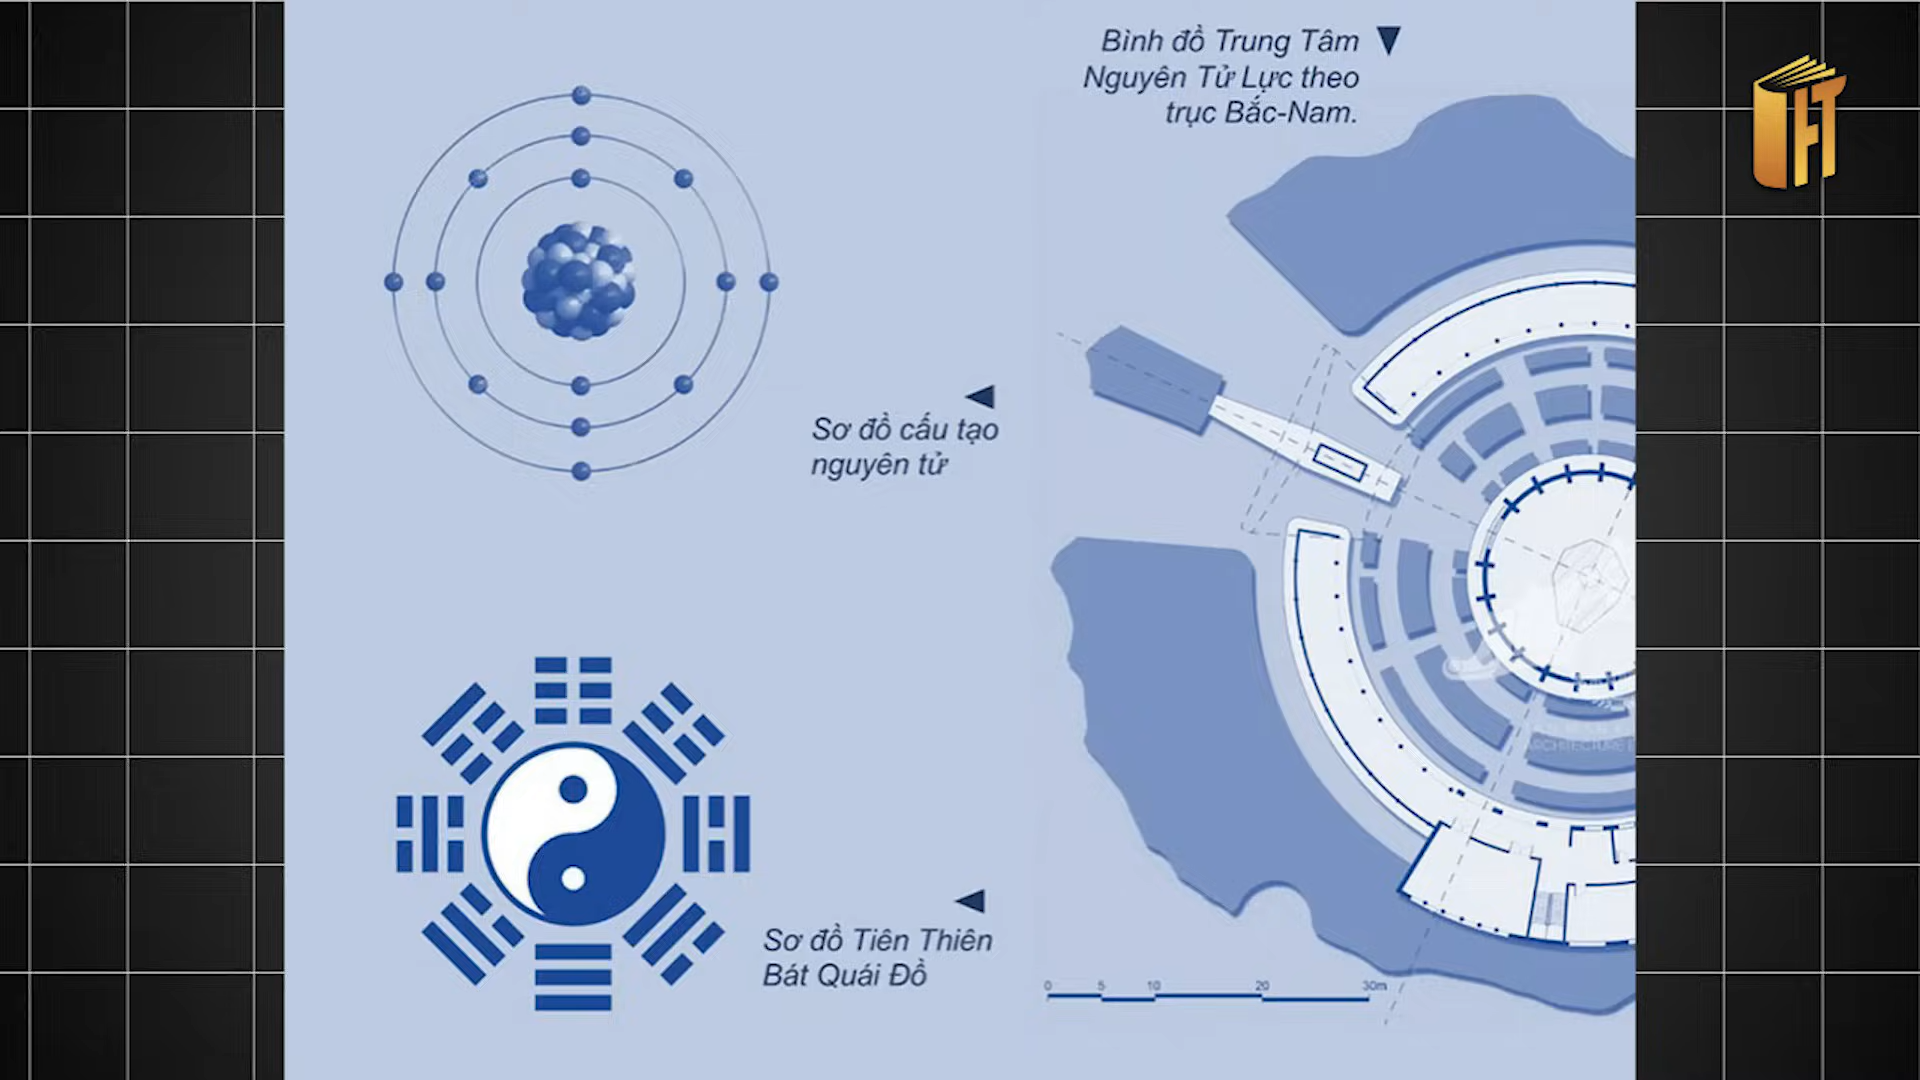 Bình đồ Trung Tâm
Nguyên Tử Lực theo
trục Bắc-Nam.
Sơ đồ cấu tạo
nguyên tử
Sơ đồ Tiên Thiên
Bát Quái Đồ
0 5 10 20 30m
ARCHITECTURE